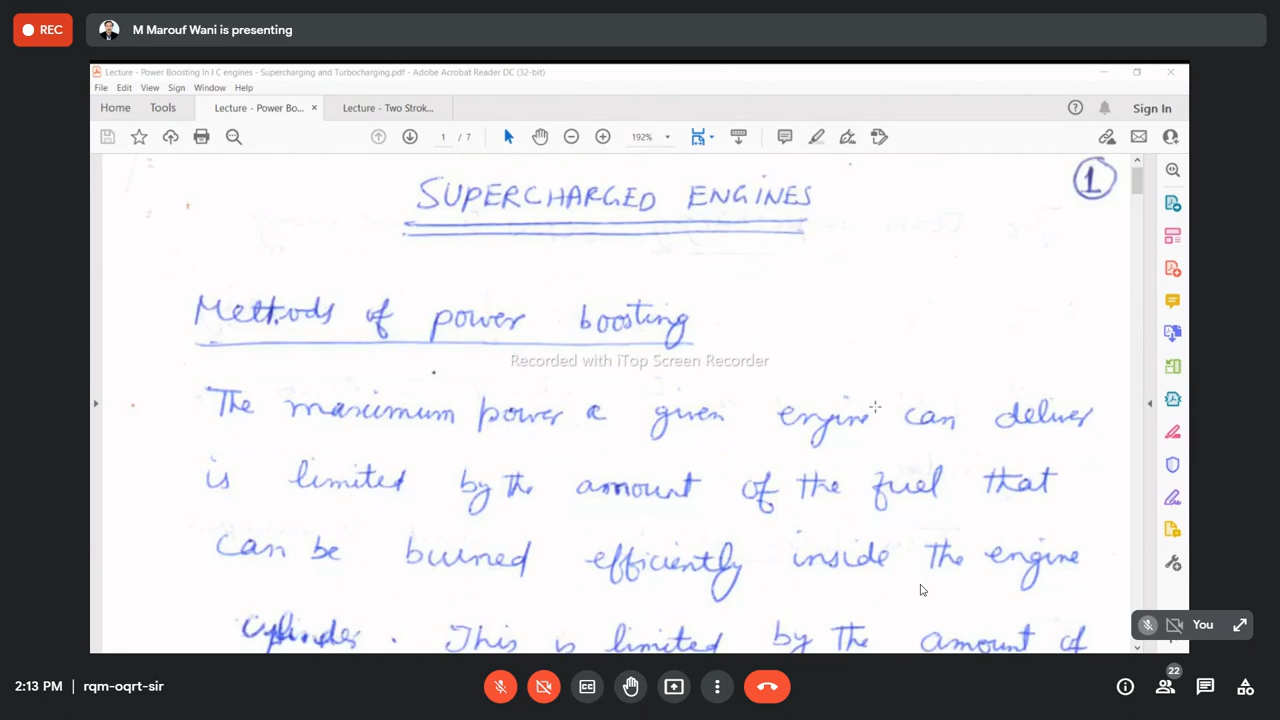 REC
M Marouf Wani is presenting
Lecture - Power Boosting In I C engines - Supercharging and Turbocharging.pdf - Adobe Acrobat Reader DC (32-bit)
File Edit View Sign Window Help
Home Tools Lecture - Power Bo... × Lecture - Two Strok... Sign In
1 / 7 192%
1
SUPERCHARGED ENGINES
Methods of power boosting
Recorded with iTop Screen Recorder
The maximum power a given engine can deliver
is limited by the amount of the fuel that
can be burned efficiently inside the engine
cylinder. This is limited by the amount of
You
2:13 PM rqm-oqrt-sir
22